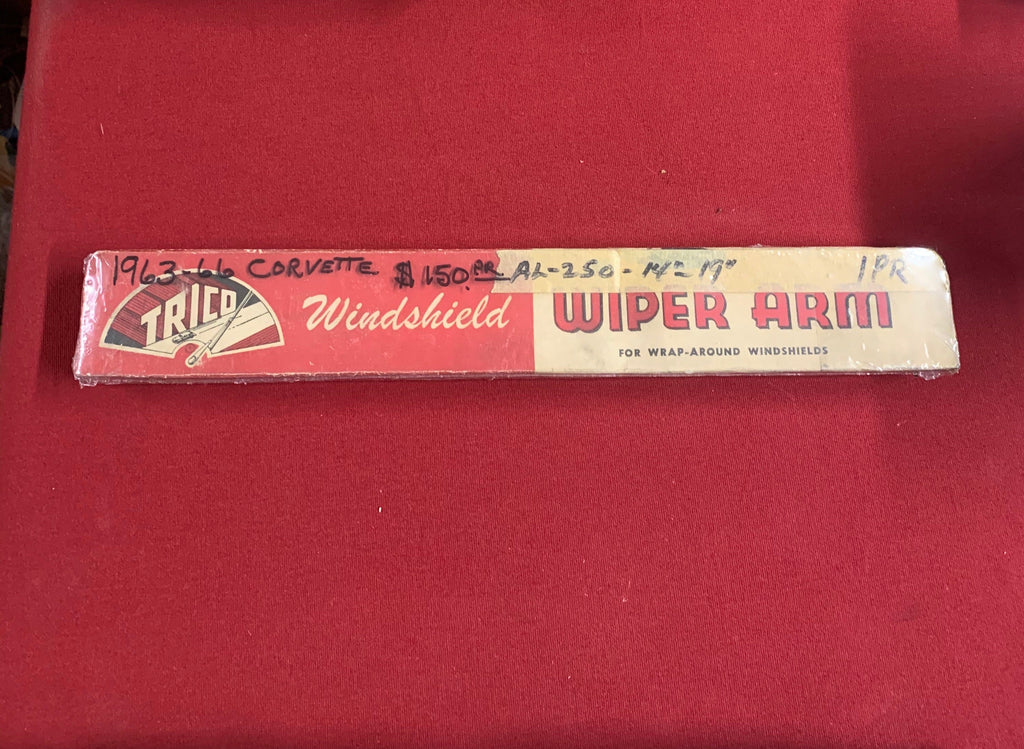 1963-66 CORVETTE $150.PR AL-250-14"-19" 1PR
TRICO Windshield WIPER ARM
FOR WRAP-AROUND WINDSHIELDS